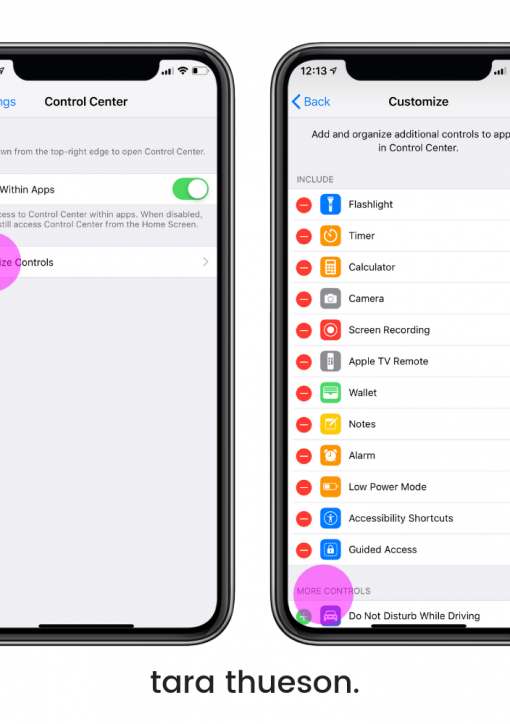 ngs Control Center
wn from the top-right edge to open Control Center.
Within Apps
cess to Control Center within apps. When disabled,
still access Control Center from the Home Screen.
ize Controls
12:13
Back Customize
Add and organize additional controls to app
in Control Center.
INCLUDE
Flashlight
Timer
Calculator
Camera
Screen Recording
Apple TV Remote
Wallet
Notes
Alarm
Low Power Mode
Accessibility Shortcuts
Guided Access
MORE CONTROLS
Do Not Disturb While Driving
tara thueson.